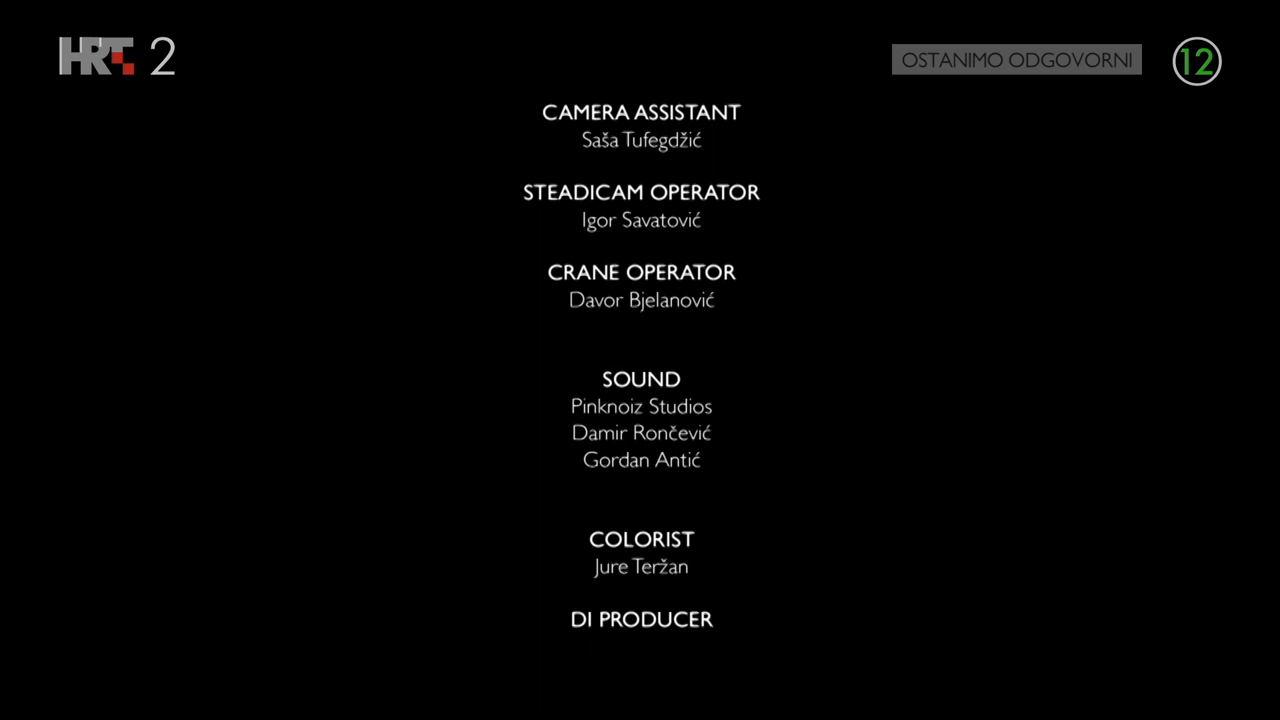 HRT 2
OSTANIMO ODGOVORNI
12
CAMERA ASSISTANT
Saša Tufegdžić
STEADICAM OPERATOR
Igor Savatović
CRANE OPERATOR
Davor Bjelanović
SOUND
Pinknoiz Studios
Damir Rončević
Gordan Antić
COLORIST
Jure Teržan
DI PRODUCER